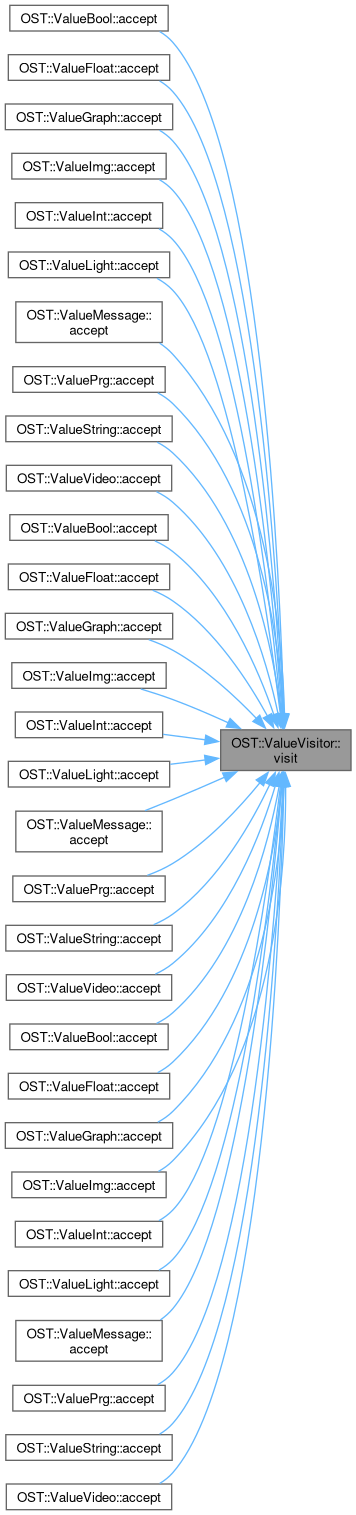 OST::ValueBool::accept
OST::ValueFloat::accept
OST::ValueGraph::accept
OST::ValueImg::accept
OST::ValueInt::accept
OST::ValueLight::accept
OST::ValueMessage::
accept
OST::ValuePrg::accept
OST::ValueString::accept
OST::ValueVideo::accept
OST::ValueBool::accept
OST::ValueFloat::accept
OST::ValueGraph::accept
OST::ValueImg::accept
OST::ValueInt::accept
OST::ValueVisitor::
visit
OST::ValueLight::accept
OST::ValueMessage::
accept
OST::ValuePrg::accept
OST::ValueString::accept
OST::ValueVideo::accept
OST::ValueBool::accept
OST::ValueFloat::accept
OST::ValueGraph::accept
OST::ValueImg::accept
OST::ValueInt::accept
OST::ValueLight::accept
OST::ValueMessage::
accept
OST::ValuePrg::accept
OST::ValueString::accept
OST::ValueVideo::accept